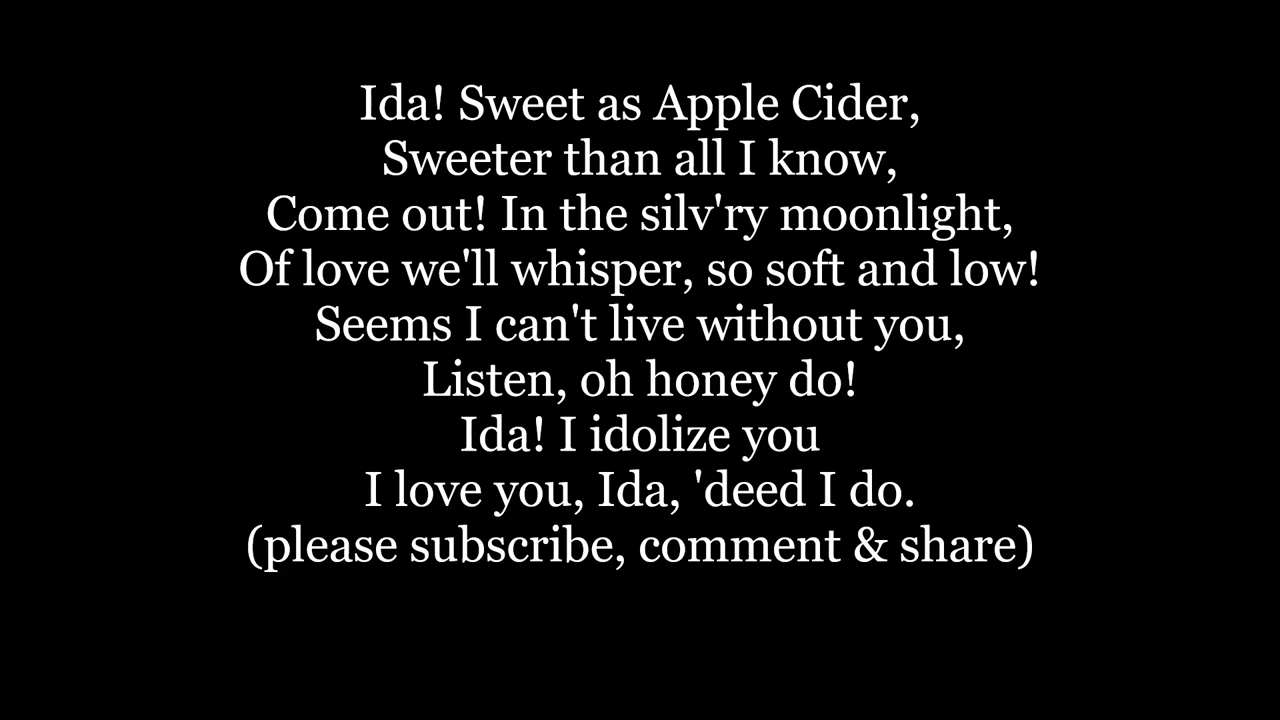 Ida! Sweet as Apple Cider,
Sweeter than all I know,
Come out! In the silv'ry moonlight,
Of love we'll whisper, so soft and low!
Seems I can't live without you,
Listen, oh honey do!
Ida! I idolize you
I love you, Ida, 'deed I do.
(please subscribe, comment & share)